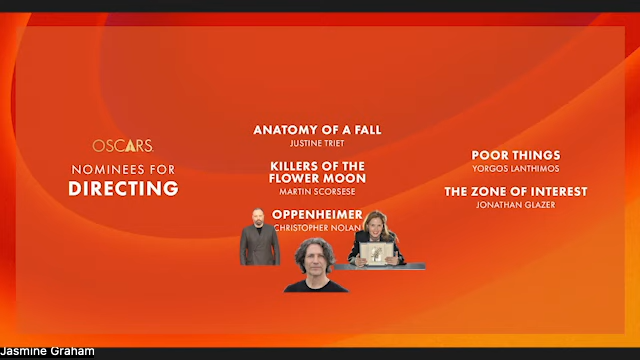 OSCARS.
NOMINEES FOR
DIRECTING
ANATOMY OF A FALL
JUSTINE TRIET
KILLERS OF THE
FLOWER MOON
MARTIN SCORSESE
OPPENHEIMER
CHRISTOPHER NOLAN
POOR THINGS
YORGOS LANTHIMOS
THE ZONE OF INTEREST
JONATHAN GLAZER
Jasmine Graham